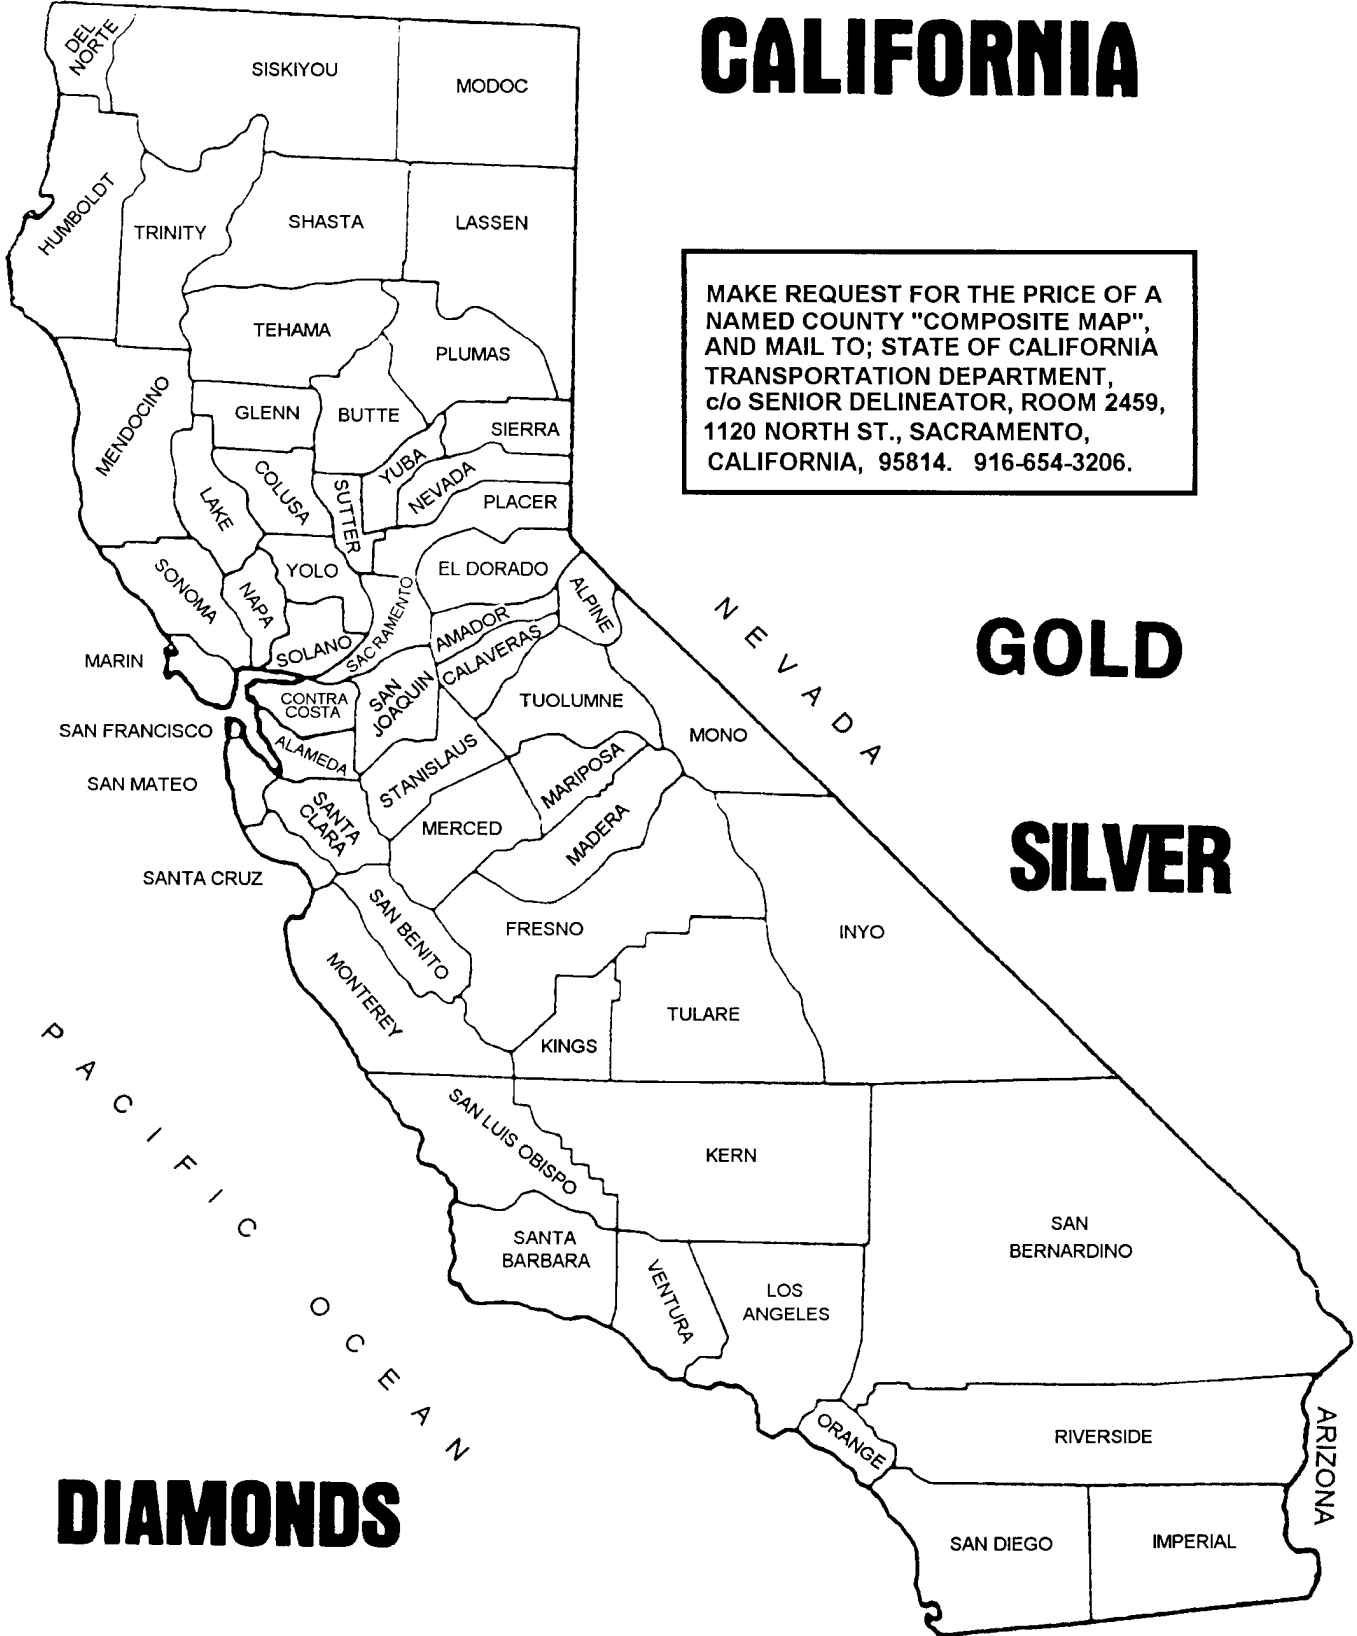 CALIFORNIA
DEL
NORTE
SISKIYOU
MODOC
HUMBOLDT
TRINITY
SHASTA
LASSEN
MAKE REQUEST FOR THE PRICE OF A
NAMED COUNTY "COMPOSITE MAP",
AND MAIL TO; STATE OF CALIFORNIA
TRANSPORTATION DEPARTMENT,
c/o SENIOR DELINEATOR, ROOM 2459,
1120 NORTH ST., SACRAMENTO,
CALIFORNIA, 95814. 916-654-3206.
TEHAMA
PLUMAS
MENDOCINO
GLENN
BUTTE
SIERRA
YUBA
NEVADA
COLUSA
LAKE
SUTTER
PLACER
SONOMA
NAPA
YOLO
EL DORADO
ALPINE
SACRAMENTO
AMADOR
SOLANO
CALAVERAS
NEVADA
GOLD
MARIN
CONTRA
COSTA
SAN
JOAQUIN
TUOLUMNE
SAN FRANCISCO
ALAMEDA
MONO
STANISLAUS
MARIPOSA
SAN MATEO
SANTA
CLARA
MERCED
MADERA
SILVER
SANTA CRUZ
SAN BENITO
FRESNO
INYO
MONTEREY
TULARE
KINGS
PACIFIC OCEAN
SAN LUIS OBISPO
KERN
SAN
BERNARDINO
SANTA
BARBARA
VENTURA
LOS
ANGELES
ORANGE
RIVERSIDE
ARIZONA
DIAMONDS
SAN DIEGO
IMPERIAL